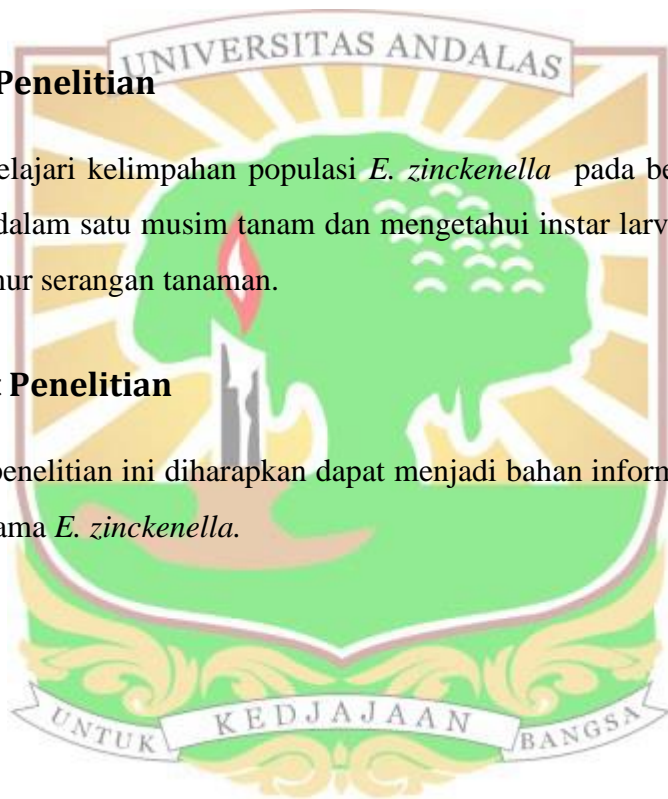 UNIVERSITAS ANDALAS
Penelitian
elajari kelimpahan populasi E. zinckenella pada be
dalam satu musim tanam dan mengetahui instar larv
ur serangan tanaman.
Penelitian
penelitian ini diharapkan dapat menjadi bahan inform
ama E. zinckenella.
UNTUK KEDJAJAAN BANGSA